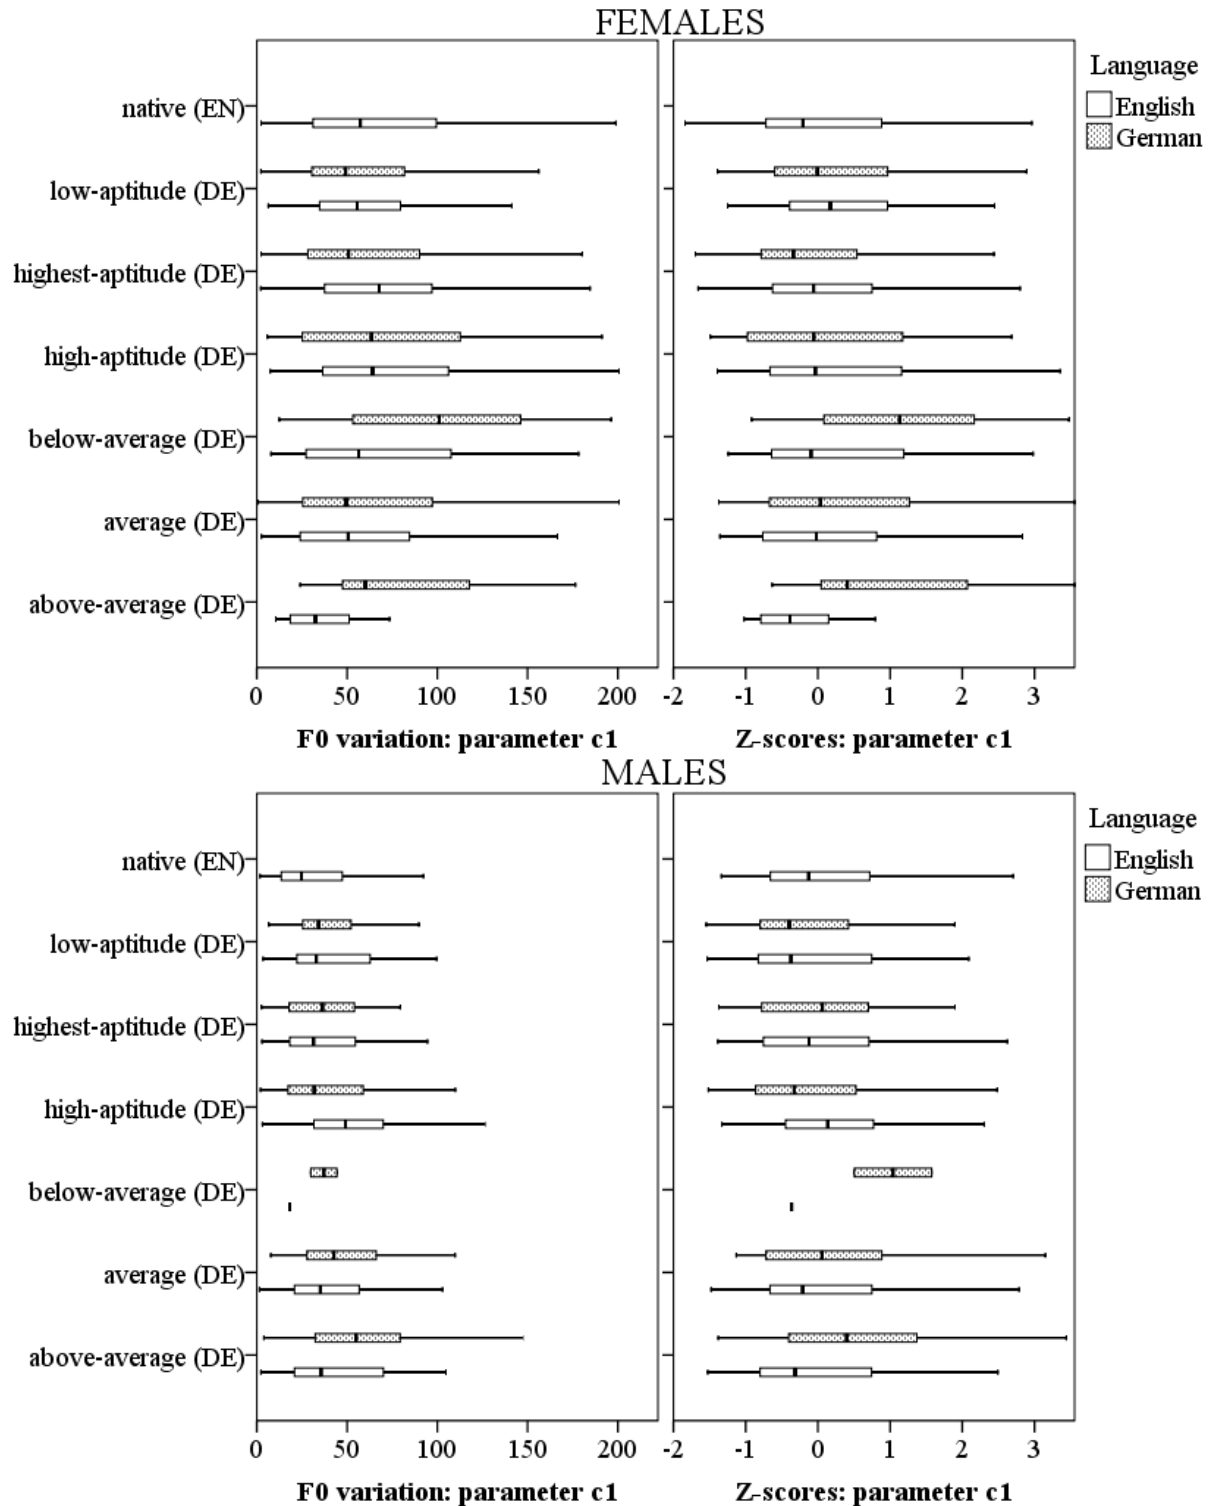 FEMALES
Language
English
German
native (EN)
low-aptitude (DE)
highest-aptitude (DE)
high-aptitude (DE)
below-average (DE)
average (DE)
above-average (DE)
0 50 100 150 200
-2 -1 0 1 2 3
F0 variation: parameter c1
Z-scores: parameter c1
MALES
Language
English
German
native (EN)
low-aptitude (DE)
highest-aptitude (DE)
high-aptitude (DE)
below-average (DE)
average (DE)
above-average (DE)
0 50 100 150 200
-2 -1 0 1 2 3
F0 variation: parameter c1
Z-scores: parameter c1